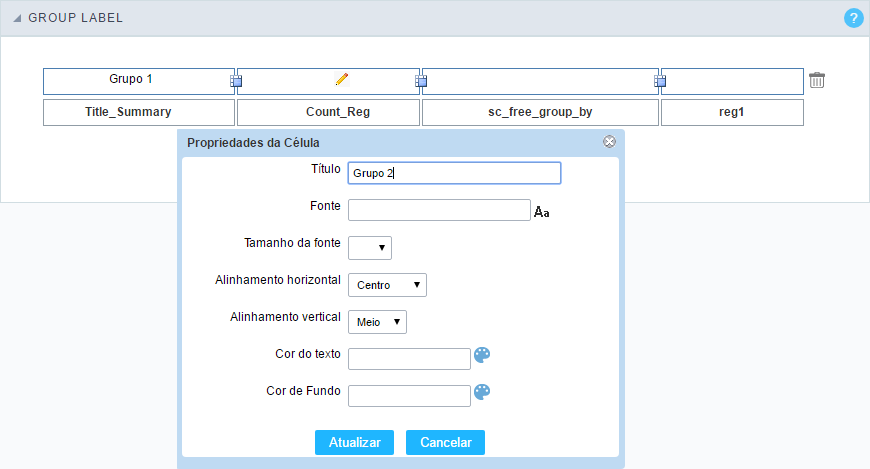 GROUP LABEL
?
Grupo 1
Title_Summary Count_Reg sc_free_group_by reg1
Propriedades da Célula
Título Grupo 2
Fonte Aa
Tamanho da fonte
Alinhamento horizontal Centro
Alinhamento vertical Meio
Cor do texto
Cor de Fundo
Atualizar Cancelar